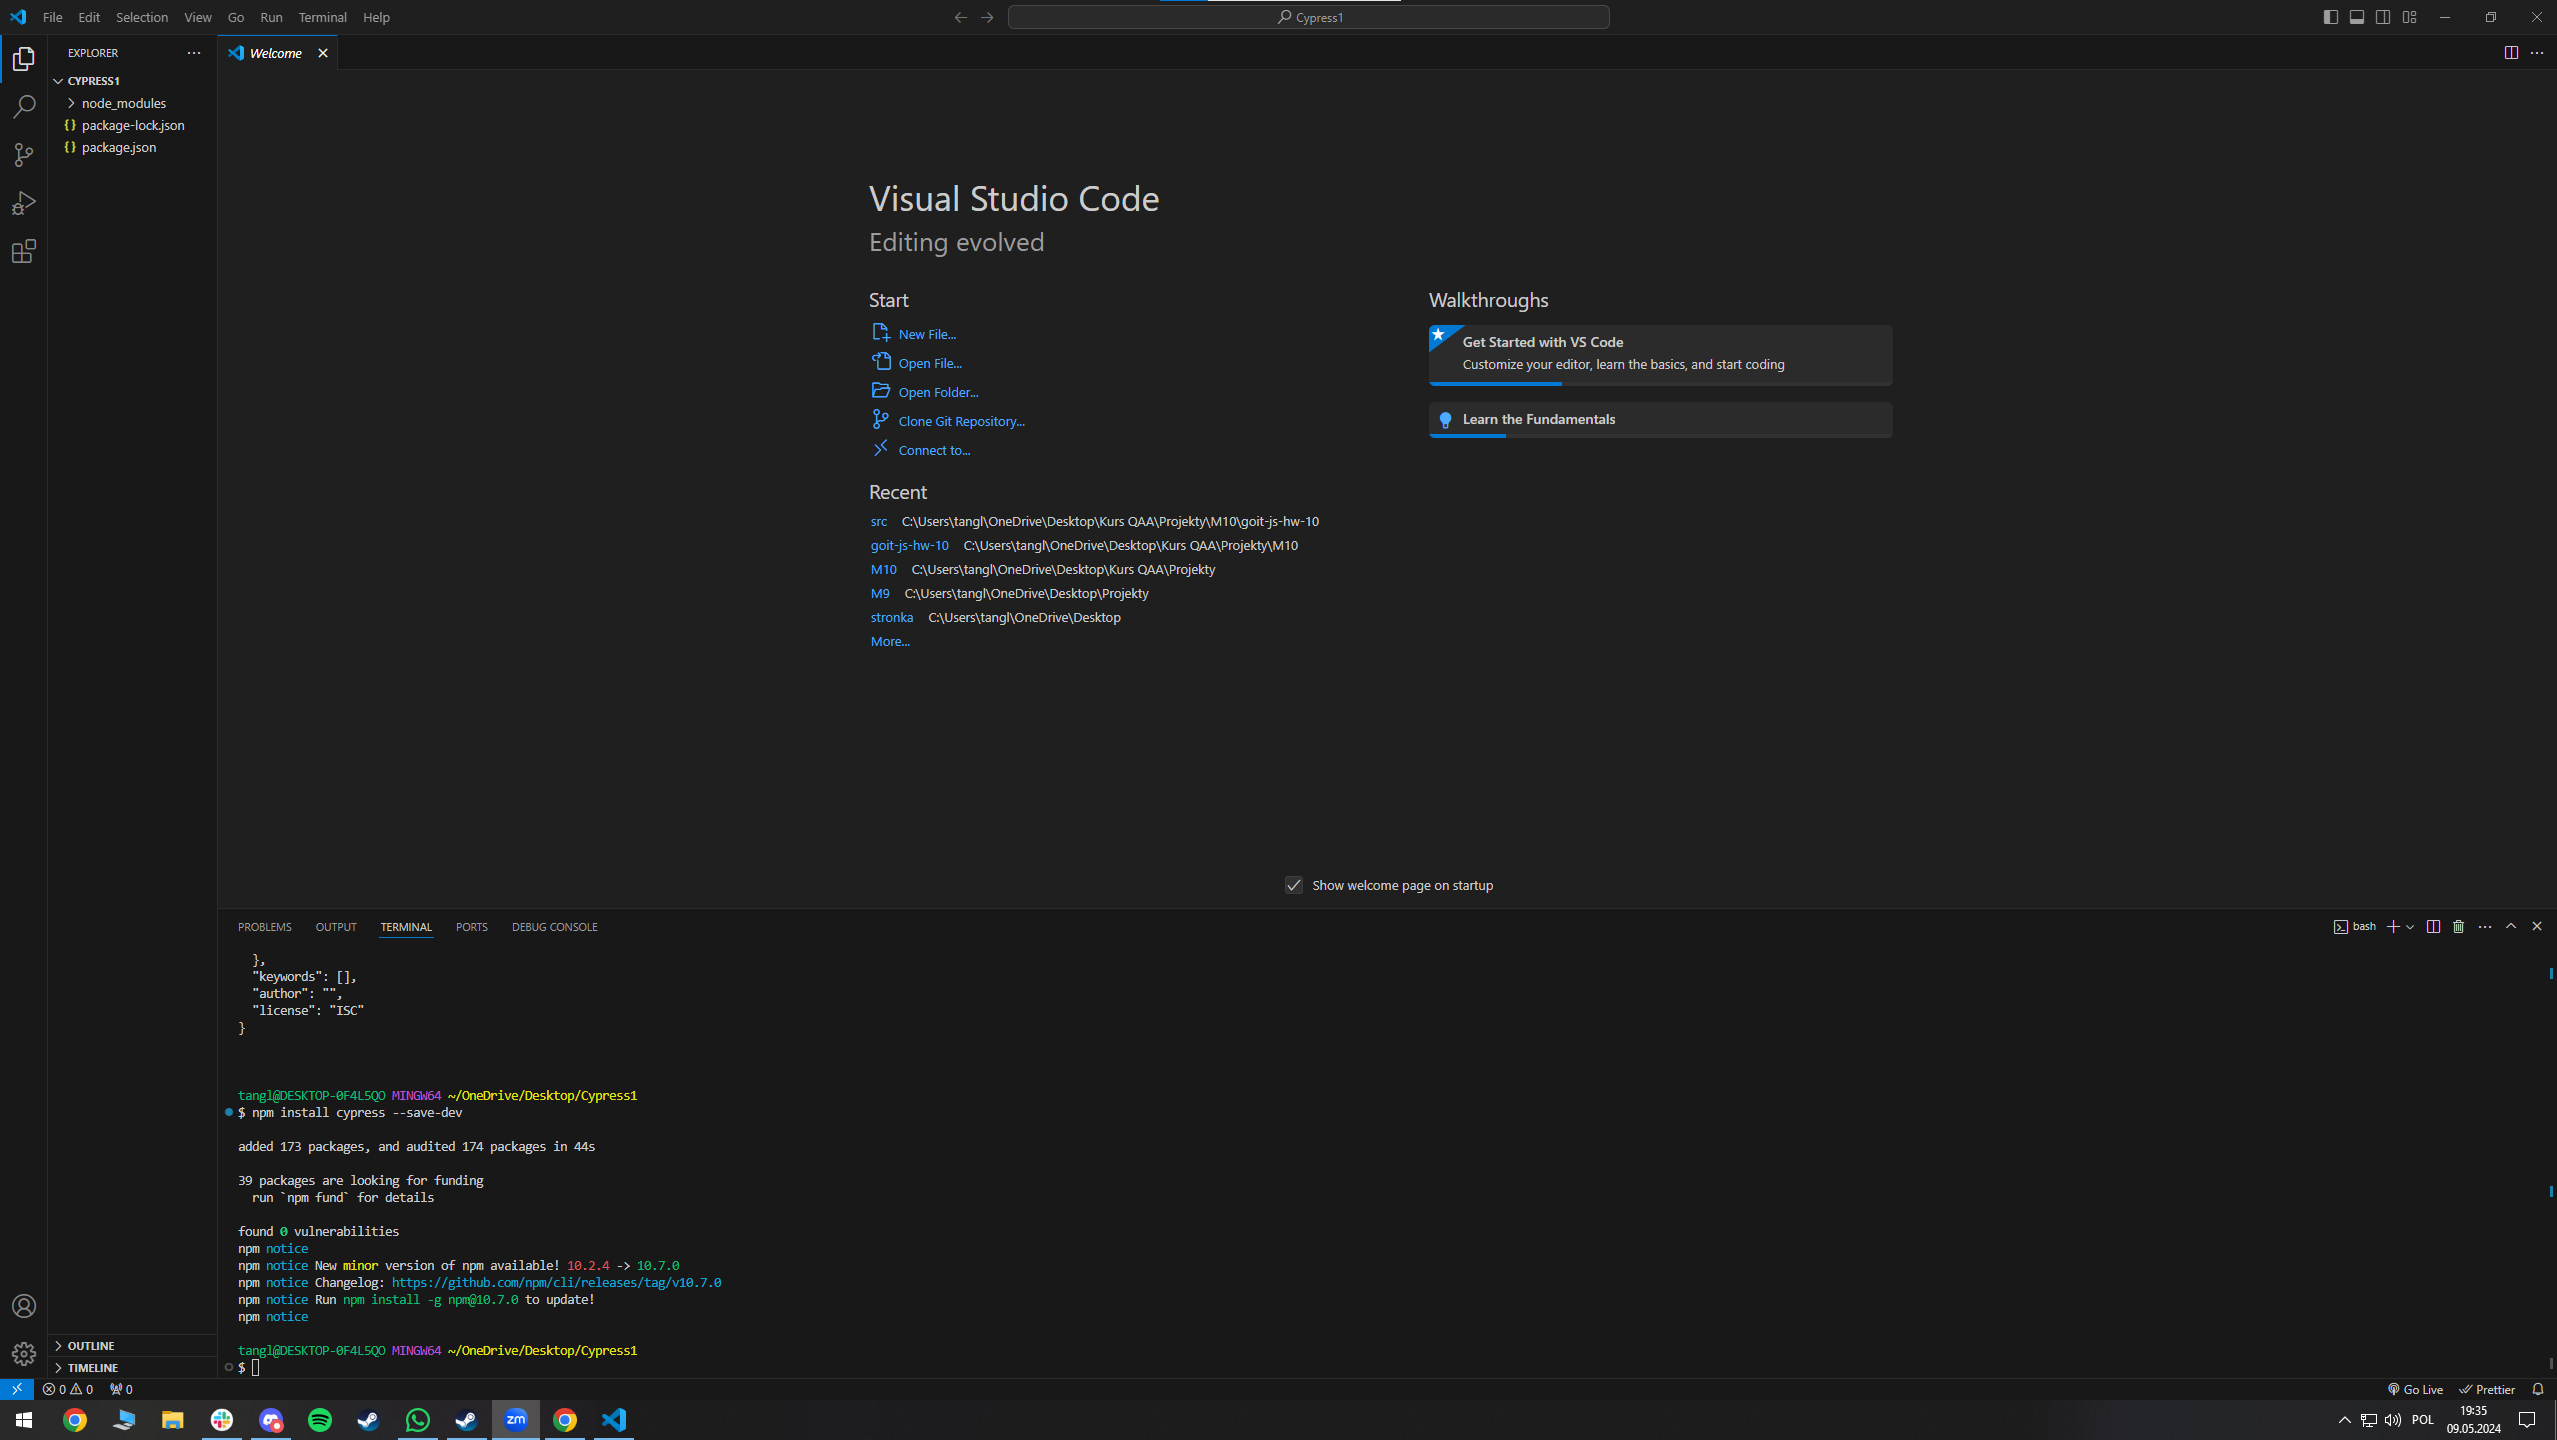 File Edit Selection View Go Run Terminal Help
Cypress1
EXPLORER
Welcome
CYPRESS1
node_modules
{} package-lock.json
{} package.json
Visual Studio Code
Editing evolved
Start
New File...
Open File...
Open Folder...
Clone Git Repository...
Connect to...
Walkthroughs
Get Started with VS Code
Customize your editor, learn the basics, and start coding
Learn the Fundamentals
Recent
src C:\Users\tangl\OneDrive\Desktop\Kurs QAA\Projekty\M10\goit-js-hw-10
goit-js-hw-10 C:\Users\tangl\OneDrive\Desktop\Kurs QAA\Projekty\M10
M10 C:\Users\tangl\OneDrive\Desktop\Kurs QAA\Projekty
M9 C:\Users\tangl\OneDrive\Desktop\Projekty
stronka C:\Users\tangl\OneDrive\Desktop
More...
Show welcome page on startup
PROBLEMS OUTPUT TERMINAL PORTS DEBUG CONSOLE
bash
},
"keywords": [],
"author": "",
"license": "ISC"
}
tangl@DESKTOP-0F4L5QO MINGW64 ~/OneDrive/Desktop/Cypress1
$ npm install cypress --save-dev
added 173 packages, and audited 174 packages in 44s
39 packages are looking for funding
run `npm fund` for details
found 0 vulnerabilities
npm notice
npm notice New minor version of npm available! 10.2.4 -> 10.7.0
npm notice Changelog: https://github.com/npm/cli/releases/tag/v10.7.0
npm notice Run npm install -g npm@10.7.0 to update!
npm notice
tangl@DESKTOP-0F4L5QO MINGW64 ~/OneDrive/Desktop/Cypress1
$
OUTLINE
TIMELINE
0 0 0
Go Live Prettier
zm
POL
19:35
09.05.2024